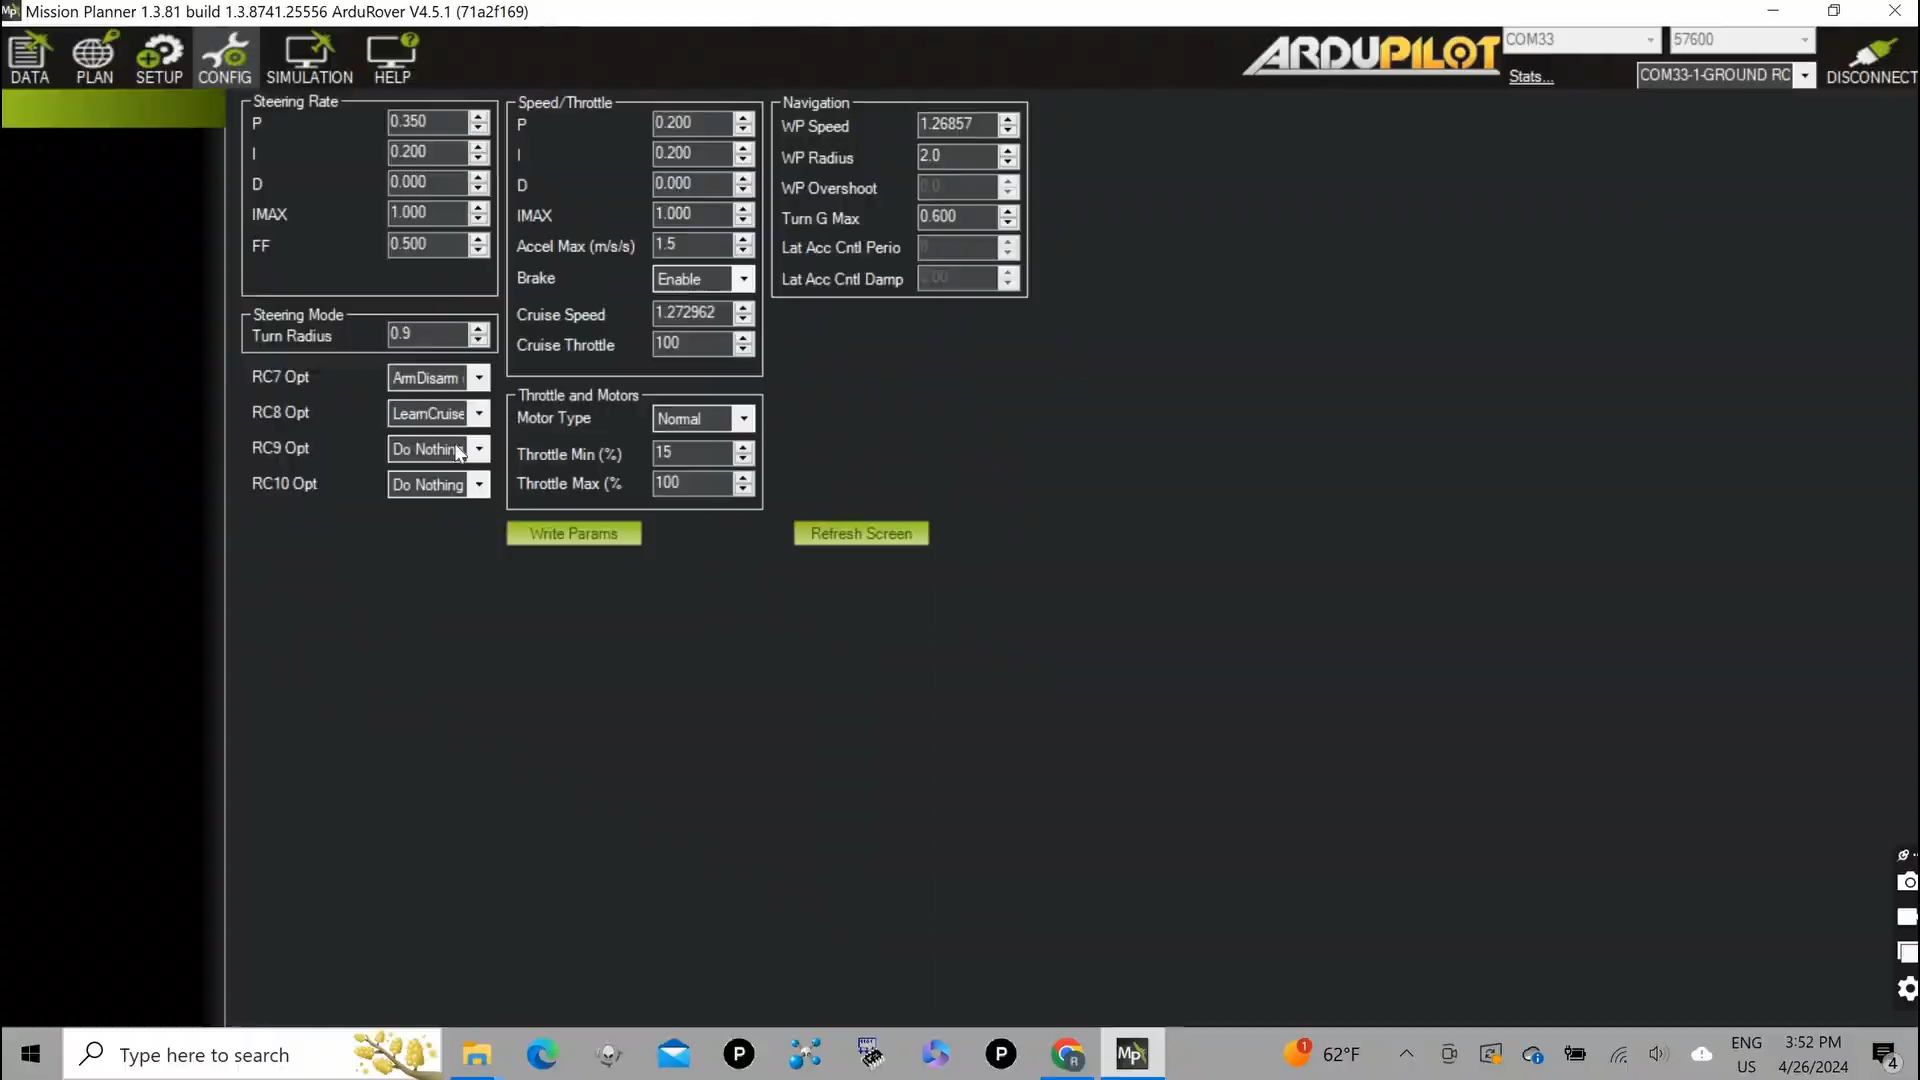 Mission Planner 1.3.81 build 1.3.8741.25556 ArduRover V4.5.1 (71a2f169)
DATA
PLAN
SETUP
CONFIG
SIMULATION
HELP
ARDUPILOT
COM33
57600
Stats...
COM33-1-GROUND RC
DISCONNECT
Steering Rate
P 0.350
I 0.200
D 0.000
IMAX 1.000
FF 0.500
Steering Mode
Turn Radius 0.9
RC7 Opt ArmDisarm
RC8 Opt LearnCruise
RC9 Opt Do Nothing
RC10 Opt Do Nothing
Speed/Throttle
P 0.200
I 0.200
D 0.000
IMAX 1.000
Accel Max (m/s/s) 1.5
Brake Enable
Cruise Speed 1.272962
Cruise Throttle 100
Throttle and Motors
Motor Type Normal
Throttle Min (%) 15
Throttle Max (% 100
Navigation
WP Speed 1.26857
WP Radius 2.0
WP Overshoot
Turn G Max 0.600
Lat Acc Cntl Perio
Lat Acc Cntl Damp
Write Params
Refresh Screen
Type here to search
62°F
ENG
US
3:52 PM
4/26/2024
4